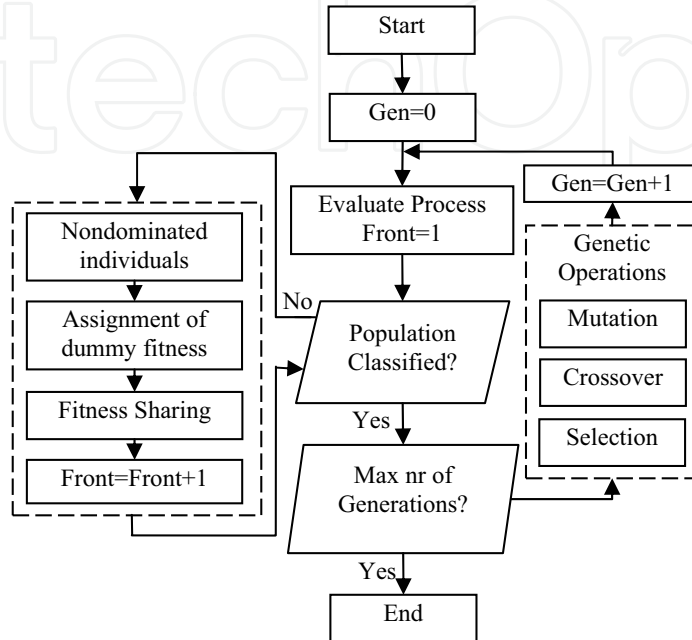 techOp
Start
Gen=0
Evaluate Process
Front=1
Population
Classified?
No
Yes
Nondominated
individuals
Assignment of
dummy fitness
Fitness Sharing
Front=Front+1
Max nr of
Generations?
Yes
End
Gen=Gen+1
Genetic
Operations
Mutation
Crossover
Selection